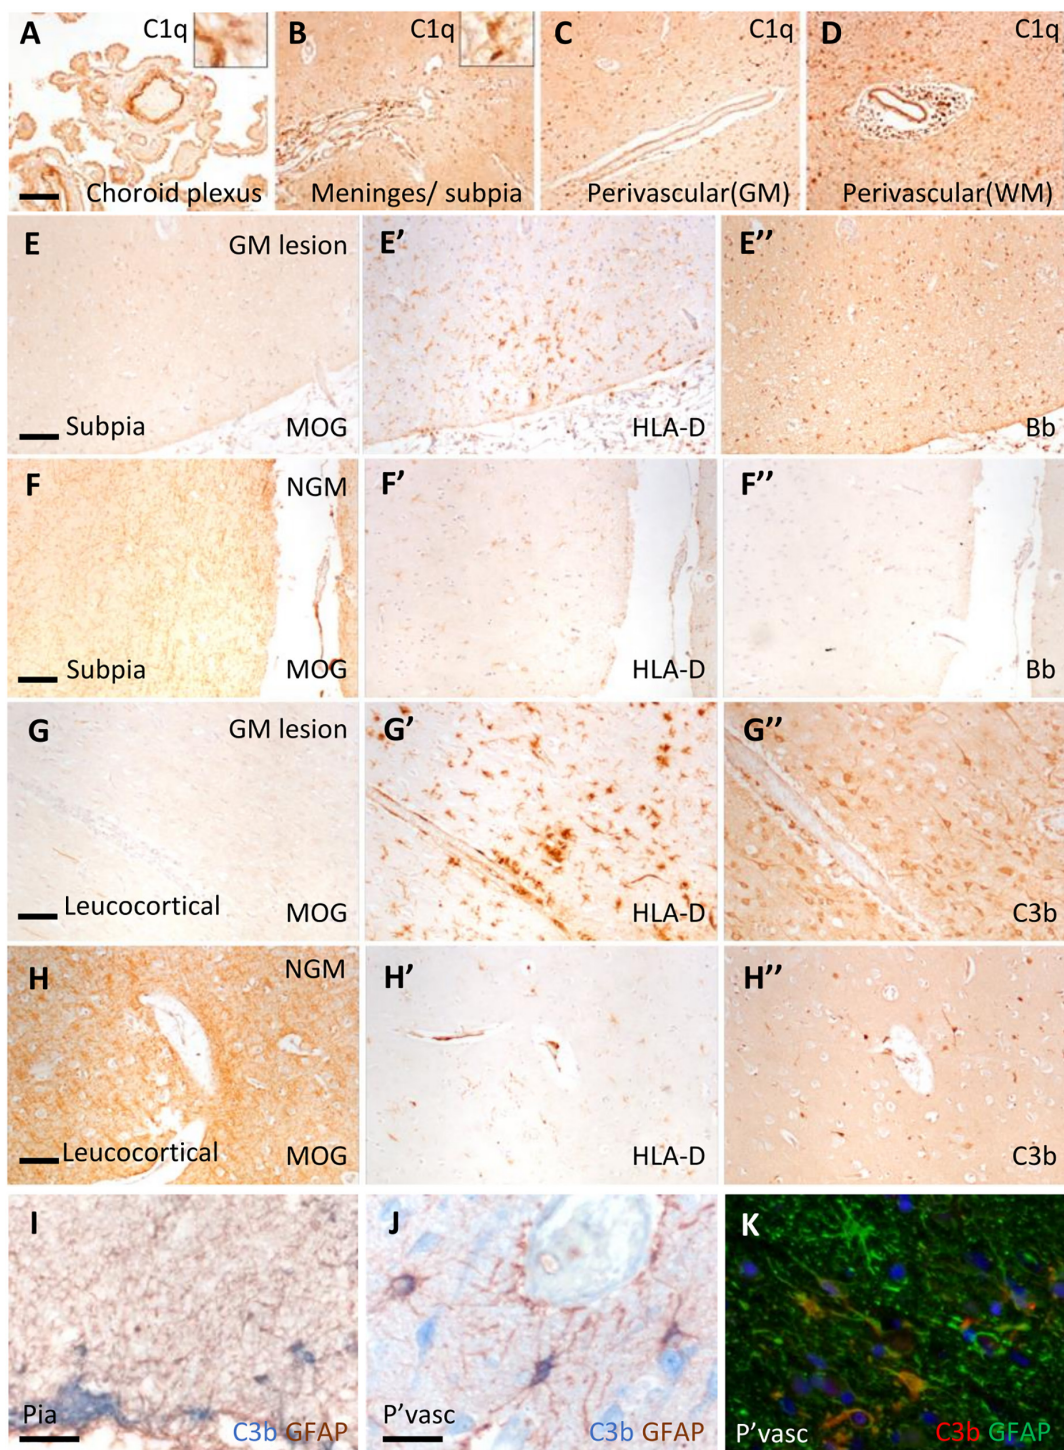 A
C1q
Choroid plexus
B
C1q
Meninges/ subpia
C
C1q
Perivascular(GM)
D
C1q
Perivascular(WM)
E
GM lesion
Subpia
MOG
E’
HLA-D
E’’
Bb
F
NGM
Subpia
MOG
F’
HLA-D
F’’
Bb
G
GM lesion
Leucocortical
MOG
G’
HLA-D
G’’
C3b
H
NGM
Leucocortical
MOG
H’
HLA-D
H’’
C3b
I
Pia
C3b GFAP
J
P’vasc
C3b GFAP
K
P’vasc
C3b GFAP